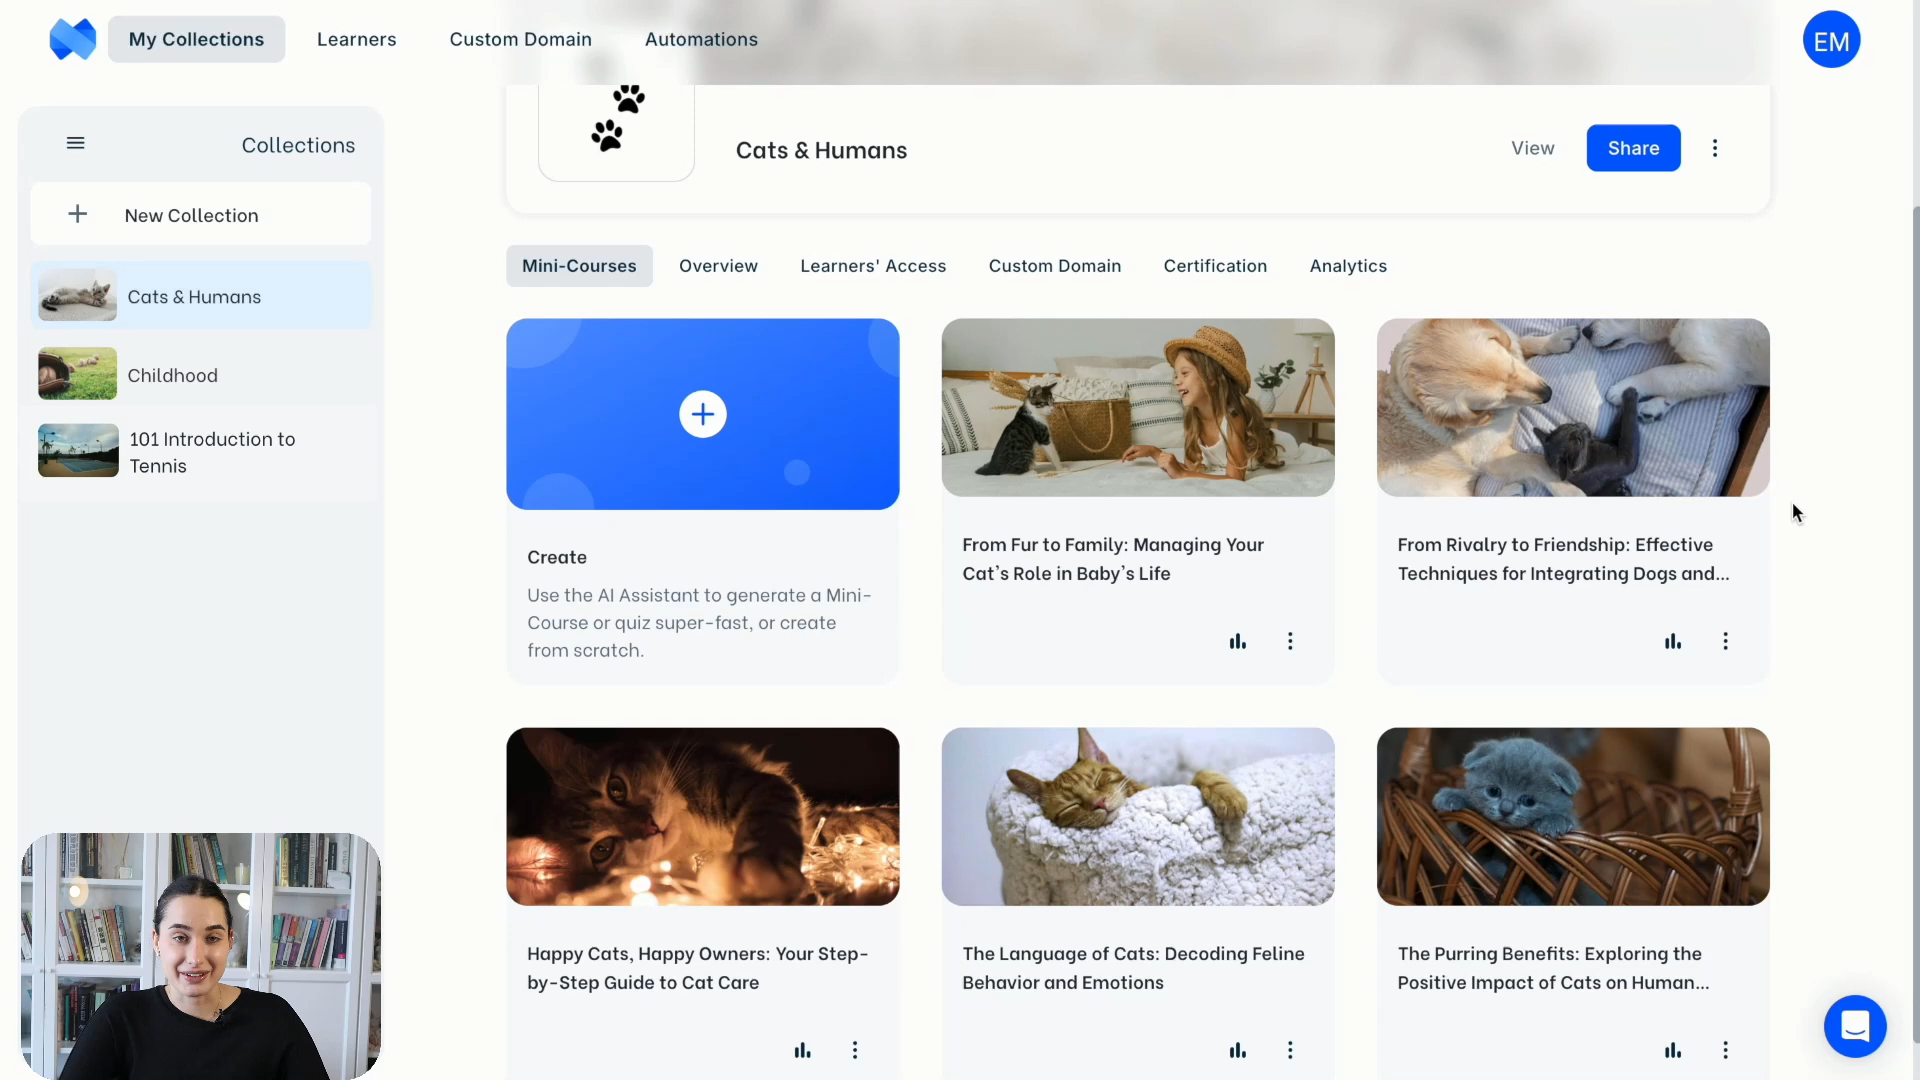 My Collections
Learners
Custom Domain
Automations
EM
Collections
New Collection
Cats & Humans
Childhood
101 Introduction to
Tennis
Cats & Humans
View
Share
Mini-Courses
Overview
Learners' Access
Custom Domain
Certification
Analytics
Create
Use the AI Assistant to generate a Mini-
Course or quiz super-fast, or create
from scratch.
From Fur to Family: Managing Your
Cat's Role in Baby's Life
From Rivalry to Friendship: Effective
Techniques for Integrating Dogs and...
Happy Cats, Happy Owners: Your Step-
by-Step Guide to Cat Care
The Language of Cats: Decoding Feline
Behavior and Emotions
The Purring Benefits: Exploring the
Positive Impact of Cats on Human...